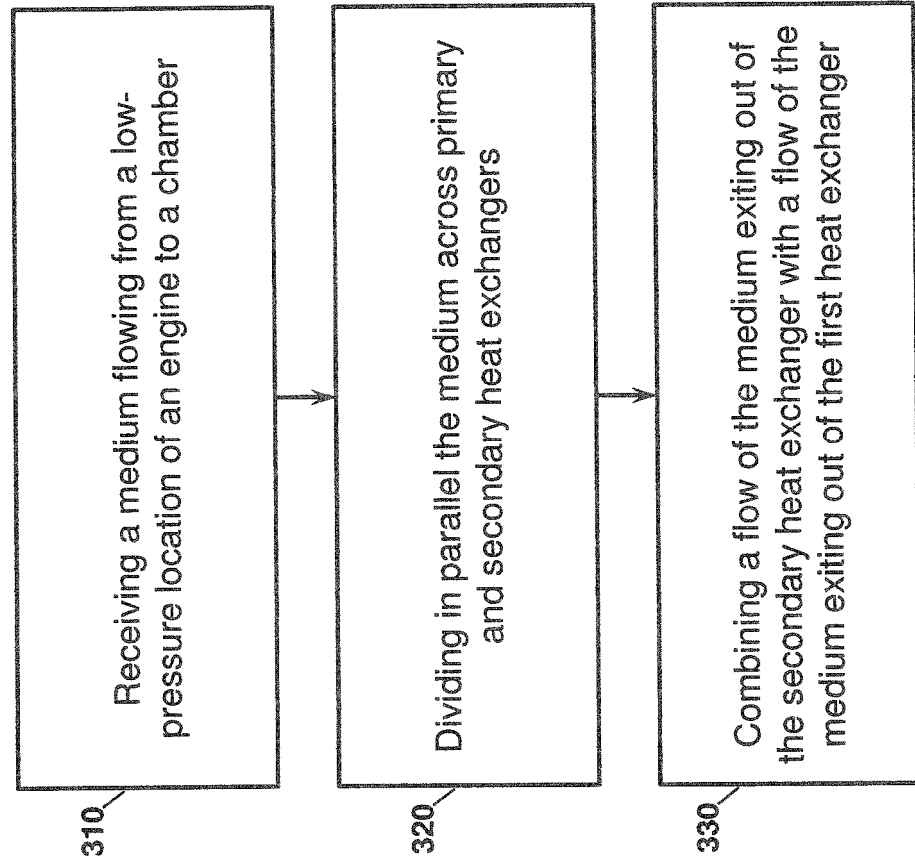 310
Receiving a medium flowing from a low-
pressure location of an engine to a chamber
320
Dividing in parallel the medium across primary
and secondary heat exchangers
330
Combining a flow of the medium exiting out of
the secondary heat exchanger with a flow of the
medium exiting out of the first heat exchanger